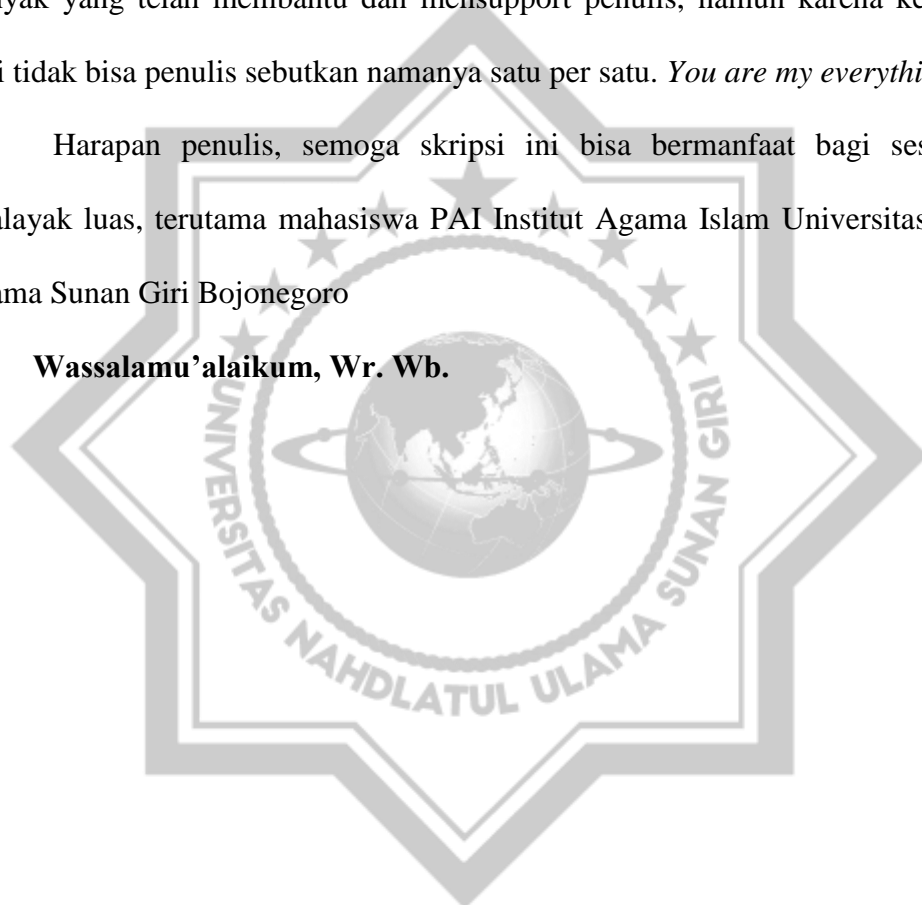 yak yang telah membantu dan mensupport penulis, namun karena ke
i tidak bisa penulis sebutkan namanya satu per satu. You are my everythi
Harapan penulis, semoga skripsi ini bisa bermanfaat bagi ses
alayak luas, terutama mahasiswa PAI Institut Agama Islam Universitas
ama Sunan Giri Bojonegoro
Wassalamu’alaikum, Wr. Wb.
UNIVERSITAS NAHDLATUL ULAMA SUNAN GIRI